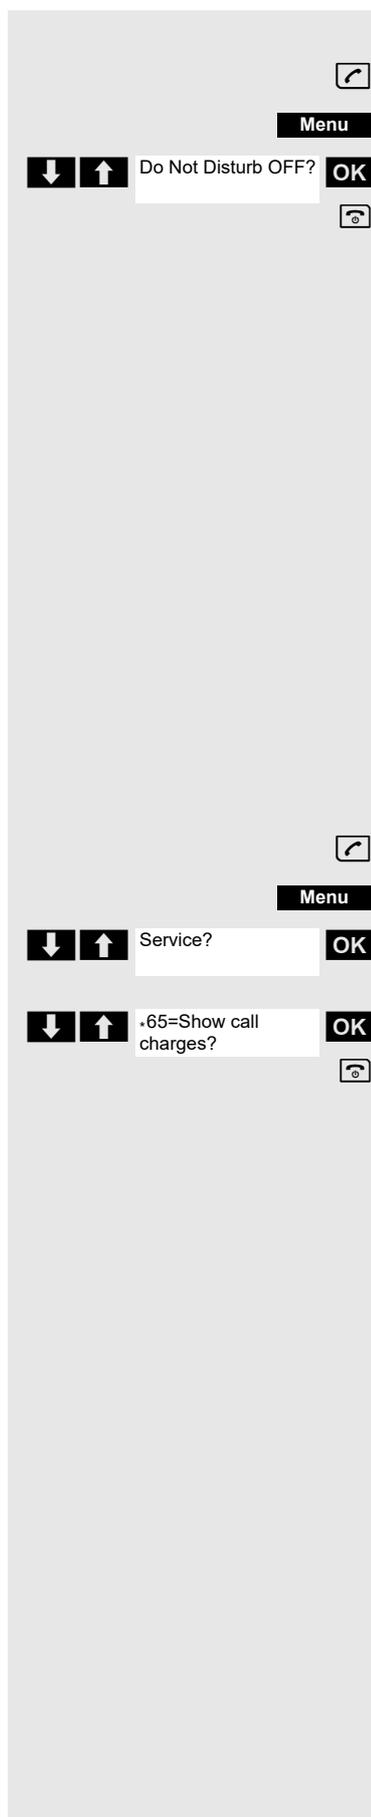 Menu
Do Not Disturb OFF? OK
Menu
Service? OK
*65=Show call OK
charges?